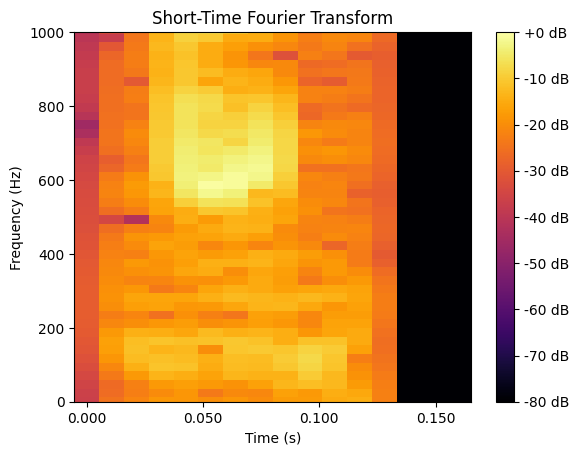 Short-Time Fourier Transform
1000
800
600
400
200
0
Frequency (Hz)
0.000
0.050
0.100
0.150
Time (s)
+0 dB
-10 dB
-20 dB
-30 dB
-40 dB
-50 dB
-60 dB
-70 dB
-80 dB